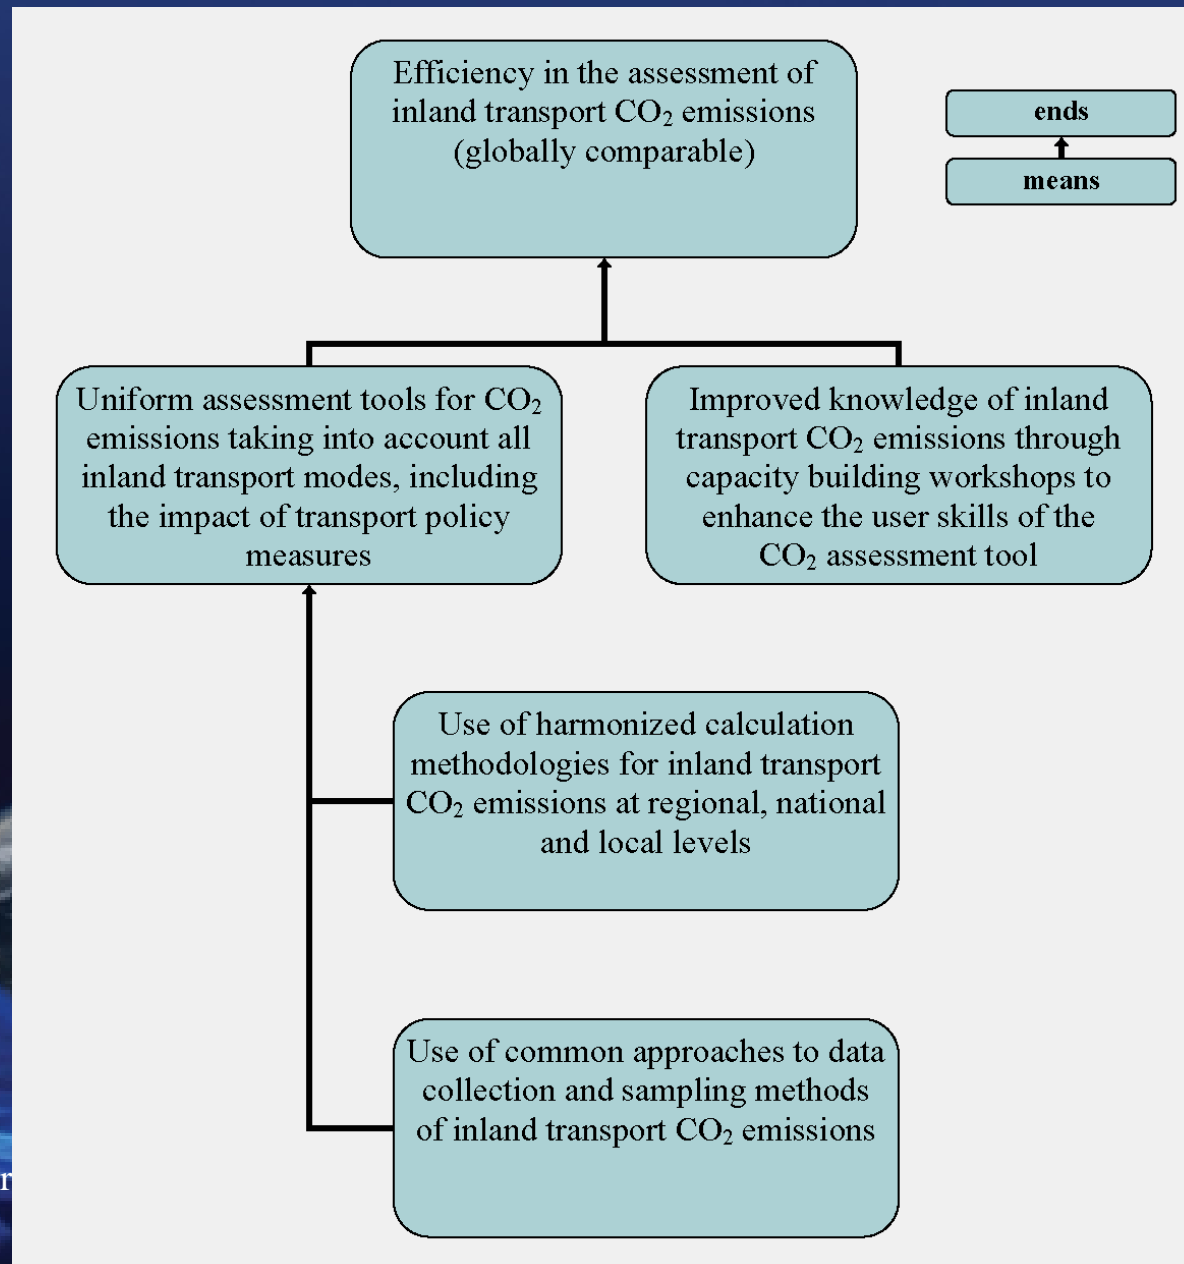 Efficiency in the assessment of
inland transport CO₂ emissions
(globally comparable)
ends
means
Uniform assessment tools for CO₂
emissions taking into account all
inland transport modes, including
the impact of transport policy
measures
Improved knowledge of inland
transport CO₂ emissions through
capacity building workshops to
enhance the user skills of the
CO₂ assessment tool
Use of harmonized calculation
methodologies for inland transport
CO₂ emissions at regional, national
and local levels
Use of common approaches to data
collection and sampling methods
of inland transport CO₂ emissions